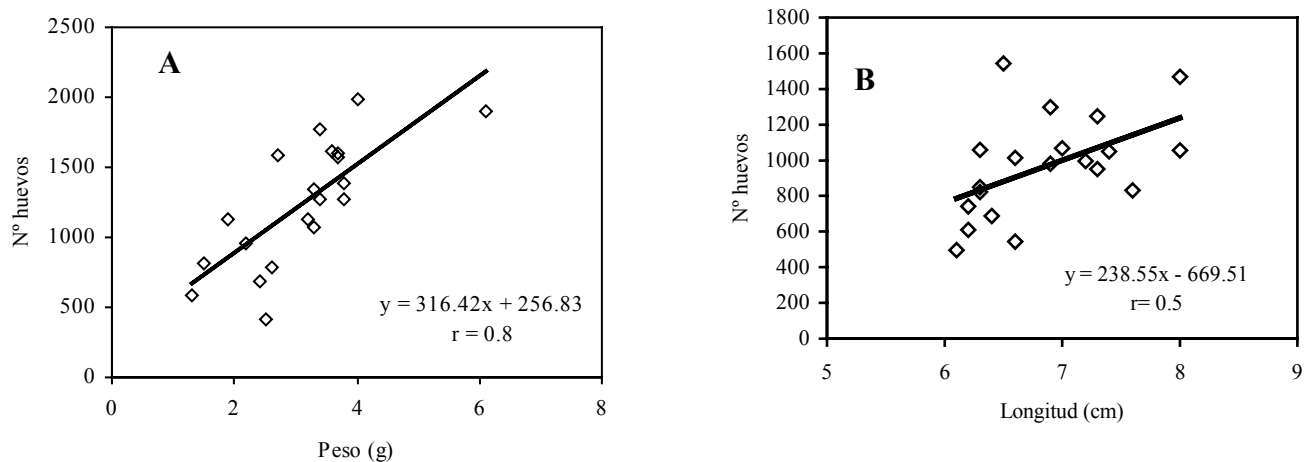 A
Nº huevos
2500
2000
1500
1000
500
0
y = 316.42x + 256.83
r = 0.8
0 2 4 6 8
Peso (g)
B
Nº huevos
1800
1600
1400
1200
1000
800
600
400
200
0
y = 238.55x - 669.51
r= 0.5
5 6 7 8 9
Longitud (cm)